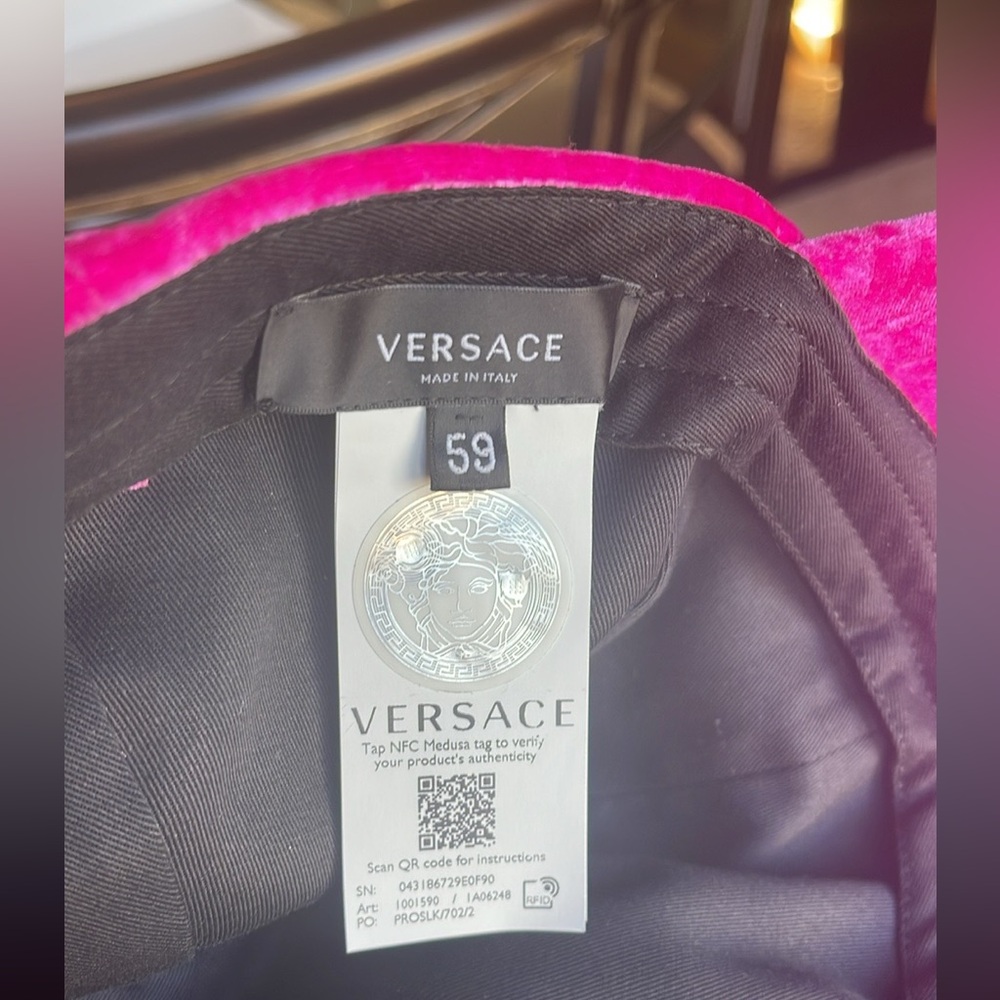 VERSACE
MADE IN ITALY
59
VERSACE
Tap NFC Medusa tag to verify
your product's authenticity
Scan QR code for instructions
SN: 043186729E0F90
Art: 1001590 / 1A06248
PO: PROSLK/702/2
RFID